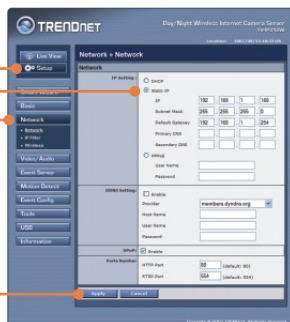 TRENDNET
Day/Night Wireless Internet Camera Server
Live View
Setup
Basic
Network
• Network
• IP Filter
• Wireless
Video/Audio
Event Server
Motion Detect
Event Config
Tools
USB
Information
Network » Network
Network
IP Setting :
DHCP
Static IP
IP 192 . 168 . 1 . 169
Subnet Mask 255 . 255 . 255 . 0
Default Gateway 192 . 168 . 1 . 254
Primary DNS
Secondary DNS
PPPoE
User Name
Password
DDNS Setting:
Enable
Provider members.dyndns.org
Host Name
User Name
Password
UPnP: Enable
Ports Number
HTTP Port 80 (default: 80)
RTSP Port 554 (default: 554)
Apply Cancel